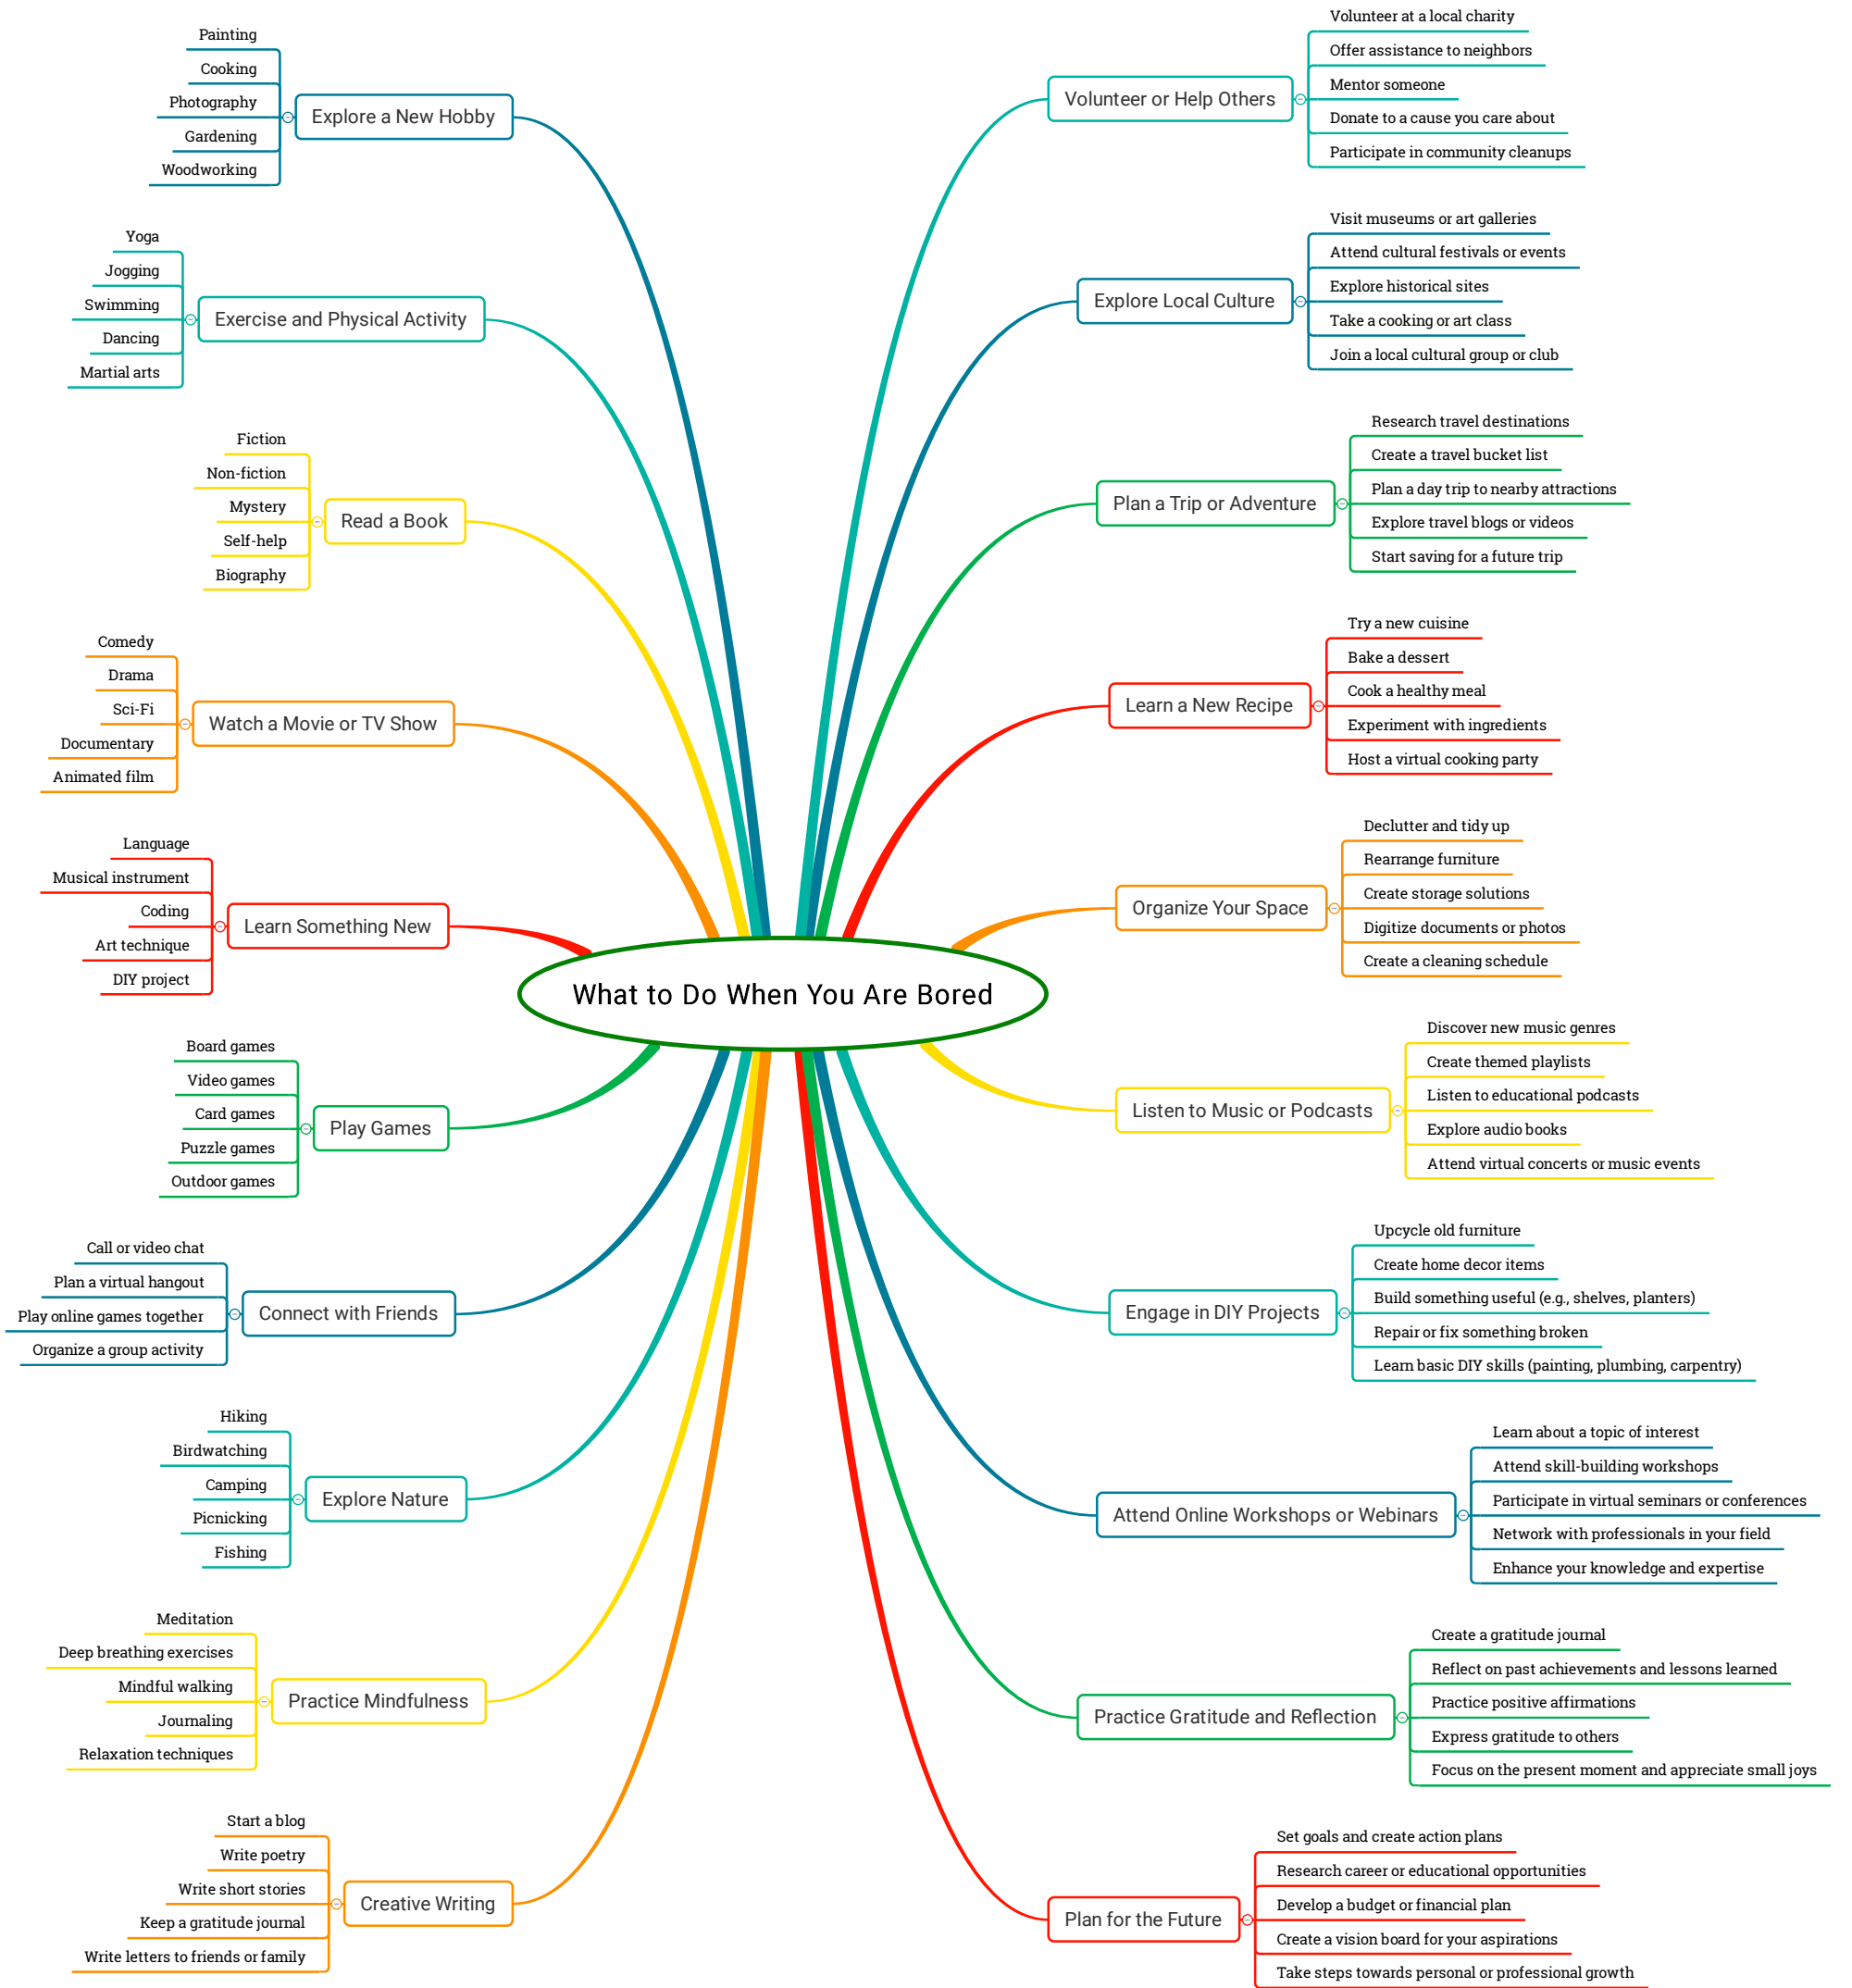 What to Do When You Are Bored
Explore a New Hobby
Painting
Cooking
Photography
Gardening
Woodworking
Exercise and Physical Activity
Yoga
Jogging
Swimming
Dancing
Martial arts
Read a Book
Fiction
Non-fiction
Mystery
Self-help
Biography
Watch a Movie or TV Show
Comedy
Drama
Sci-Fi
Documentary
Animated film
Learn Something New
Language
Musical instrument
Coding
Art technique
DIY project
Play Games
Board games
Video games
Card games
Puzzle games
Outdoor games
Connect with Friends
Call or video chat
Plan a virtual hangout
Play online games together
Organize a group activity
Explore Nature
Hiking
Birdwatching
Camping
Picnicking
Fishing
Practice Mindfulness
Meditation
Deep breathing exercises
Mindful walking
Journaling
Relaxation techniques
Creative Writing
Start a blog
Write poetry
Write short stories
Keep a gratitude journal
Write letters to friends or family
Volunteer or Help Others
Volunteer at a local charity
Offer assistance to neighbors
Mentor someone
Donate to a cause you care about
Participate in community cleanups
Explore Local Culture
Visit museums or art galleries
Attend cultural festivals or events
Explore historical sites
Take a cooking or art class
Join a local cultural group or club
Plan a Trip or Adventure
Research travel destinations
Create a travel bucket list
Plan a day trip to nearby attractions
Explore travel blogs or videos
Start saving for a future trip
Learn a New Recipe
Try a new cuisine
Bake a dessert
Cook a healthy meal
Experiment with ingredients
Host a virtual cooking party
Organize Your Space
Declutter and tidy up
Rearrange furniture
Create storage solutions
Digitize documents or photos
Create a cleaning schedule
Listen to Music or Podcasts
Discover new music genres
Create themed playlists
Listen to educational podcasts
Explore audio books
Attend virtual concerts or music events
Engage in DIY Projects
Upcycle old furniture
Create home decor items
Build something useful (e.g., shelves, planters)
Repair or fix something broken
Learn basic DIY skills (painting, plumbing, carpentry)
Attend Online Workshops or Webinars
Learn about a topic of interest
Attend skill-building workshops
Participate in virtual seminars or conferences
Network with professionals in your field
Enhance your knowledge and expertise
Practice Gratitude and Reflection
Create a gratitude journal
Reflect on past achievements and lessons learned
Practice positive affirmations
Express gratitude to others
Focus on the present moment and appreciate small joys
Plan for the Future
Set goals and create action plans
Research career or educational opportunities
Develop a budget or financial plan
Create a vision board for your aspirations
Take steps towards personal or professional growth